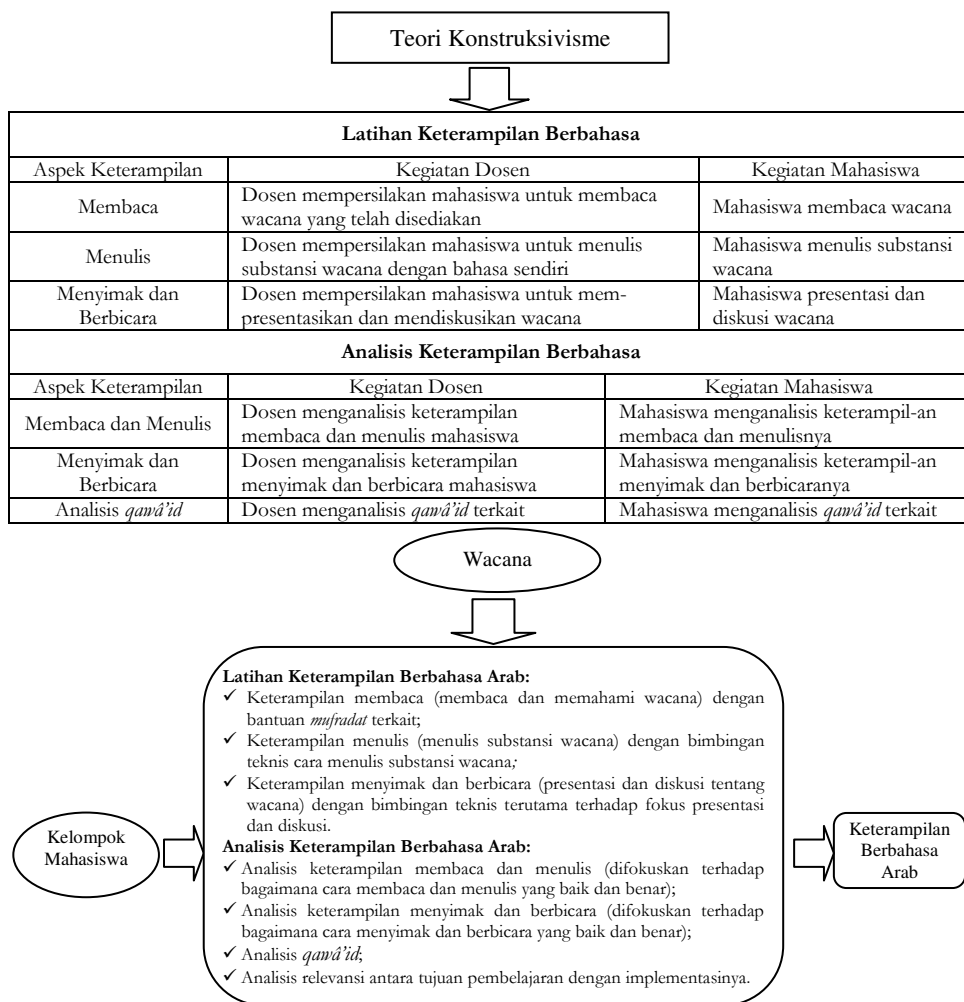 Teori Konstruksivisme
Latihan Keterampilan Berbahasa
Aspek Keterampilan Kegiatan Dosen Kegiatan Mahasiswa
Membaca
Dosen mempersilakan mahasiswa untuk membaca
wacana yang telah disediakan
Mahasiswa membaca wacana
Menulis
Dosen mempersilakan mahasiswa untuk menulis
substansi wacana dengan bahasa sendiri
Mahasiswa menulis substansi
wacana
Menyimak dan
Berbicara
Dosen mempersilakan mahasiswa untuk mem-
presentasikan dan mendiskusikan wacana
Mahasiswa presentasi dan
diskusi wacana
Analisis Keterampilan Berbahasa
Aspek Keterampilan Kegiatan Dosen Kegiatan Mahasiswa
Membaca dan Menulis
Dosen menganalisis keterampilan
membaca dan menulis mahasiswa
Mahasiswa menganalisis keterampil-an
membaca dan menulisnya
Menyimak dan
Berbicara
Dosen menganalisis keterampilan
menyimak dan berbicara mahasiswa
Mahasiswa menganalisis keterampil-an
menyimak dan berbicaranya
Analisis qawâ'id Dosen menganalisis qawâ'id terkait Mahasiswa menganalisis qawâ'id terkait
Wacana
Kelompok
Mahasiswa
Latihan Keterampilan Berbahasa Arab:
✓ Keterampilan membaca (membaca dan memahami wacana) dengan
bantuan mufradat terkait;
✓ Keterampilan menulis (menulis substansi wacana) dengan bimbingan
teknis cara menulis substansi wacana;
✓ Keterampilan menyimak dan berbicara (presentasi dan diskusi tentang
wacana) dengan bimbingan teknis terutama terhadap fokus presentasi
dan diskusi.
Analisis Keterampilan Berbahasa Arab:
✓ Analisis keterampilan membaca dan menulis (difokuskan terhadap
bagaimana cara membaca dan menulis yang baik dan benar);
✓ Analisis keterampilan menyimak dan berbicara (difokuskan terhadap
bagaimana cara menyimak dan berbicara yang baik dan benar);
✓ Analisis qawâ'id;
✓ Analisis relevansi antara tujuan pembelajaran dengan implementasinya.
Keterampilan
Berbahasa
Arab